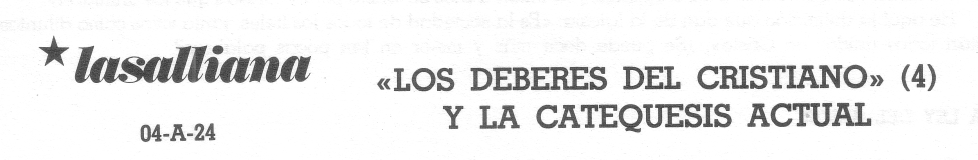 ★ lasalliana
04-A-24
«LOS DEBERES DEL CRISTIANO» (4)
Y LA CATEQUESIS ACTUAL